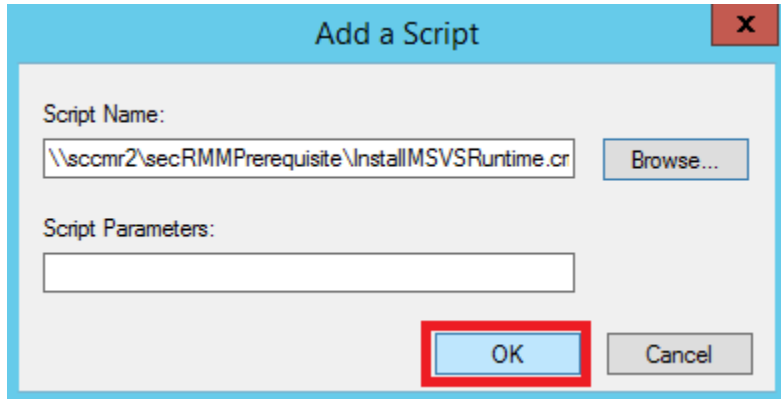 Add a Script
x
Script Name:
\\sccmr2\secRMMPrerequisite\InstallMSVSRuntime.cr
Browse...
Script Parameters:
OK
Cancel